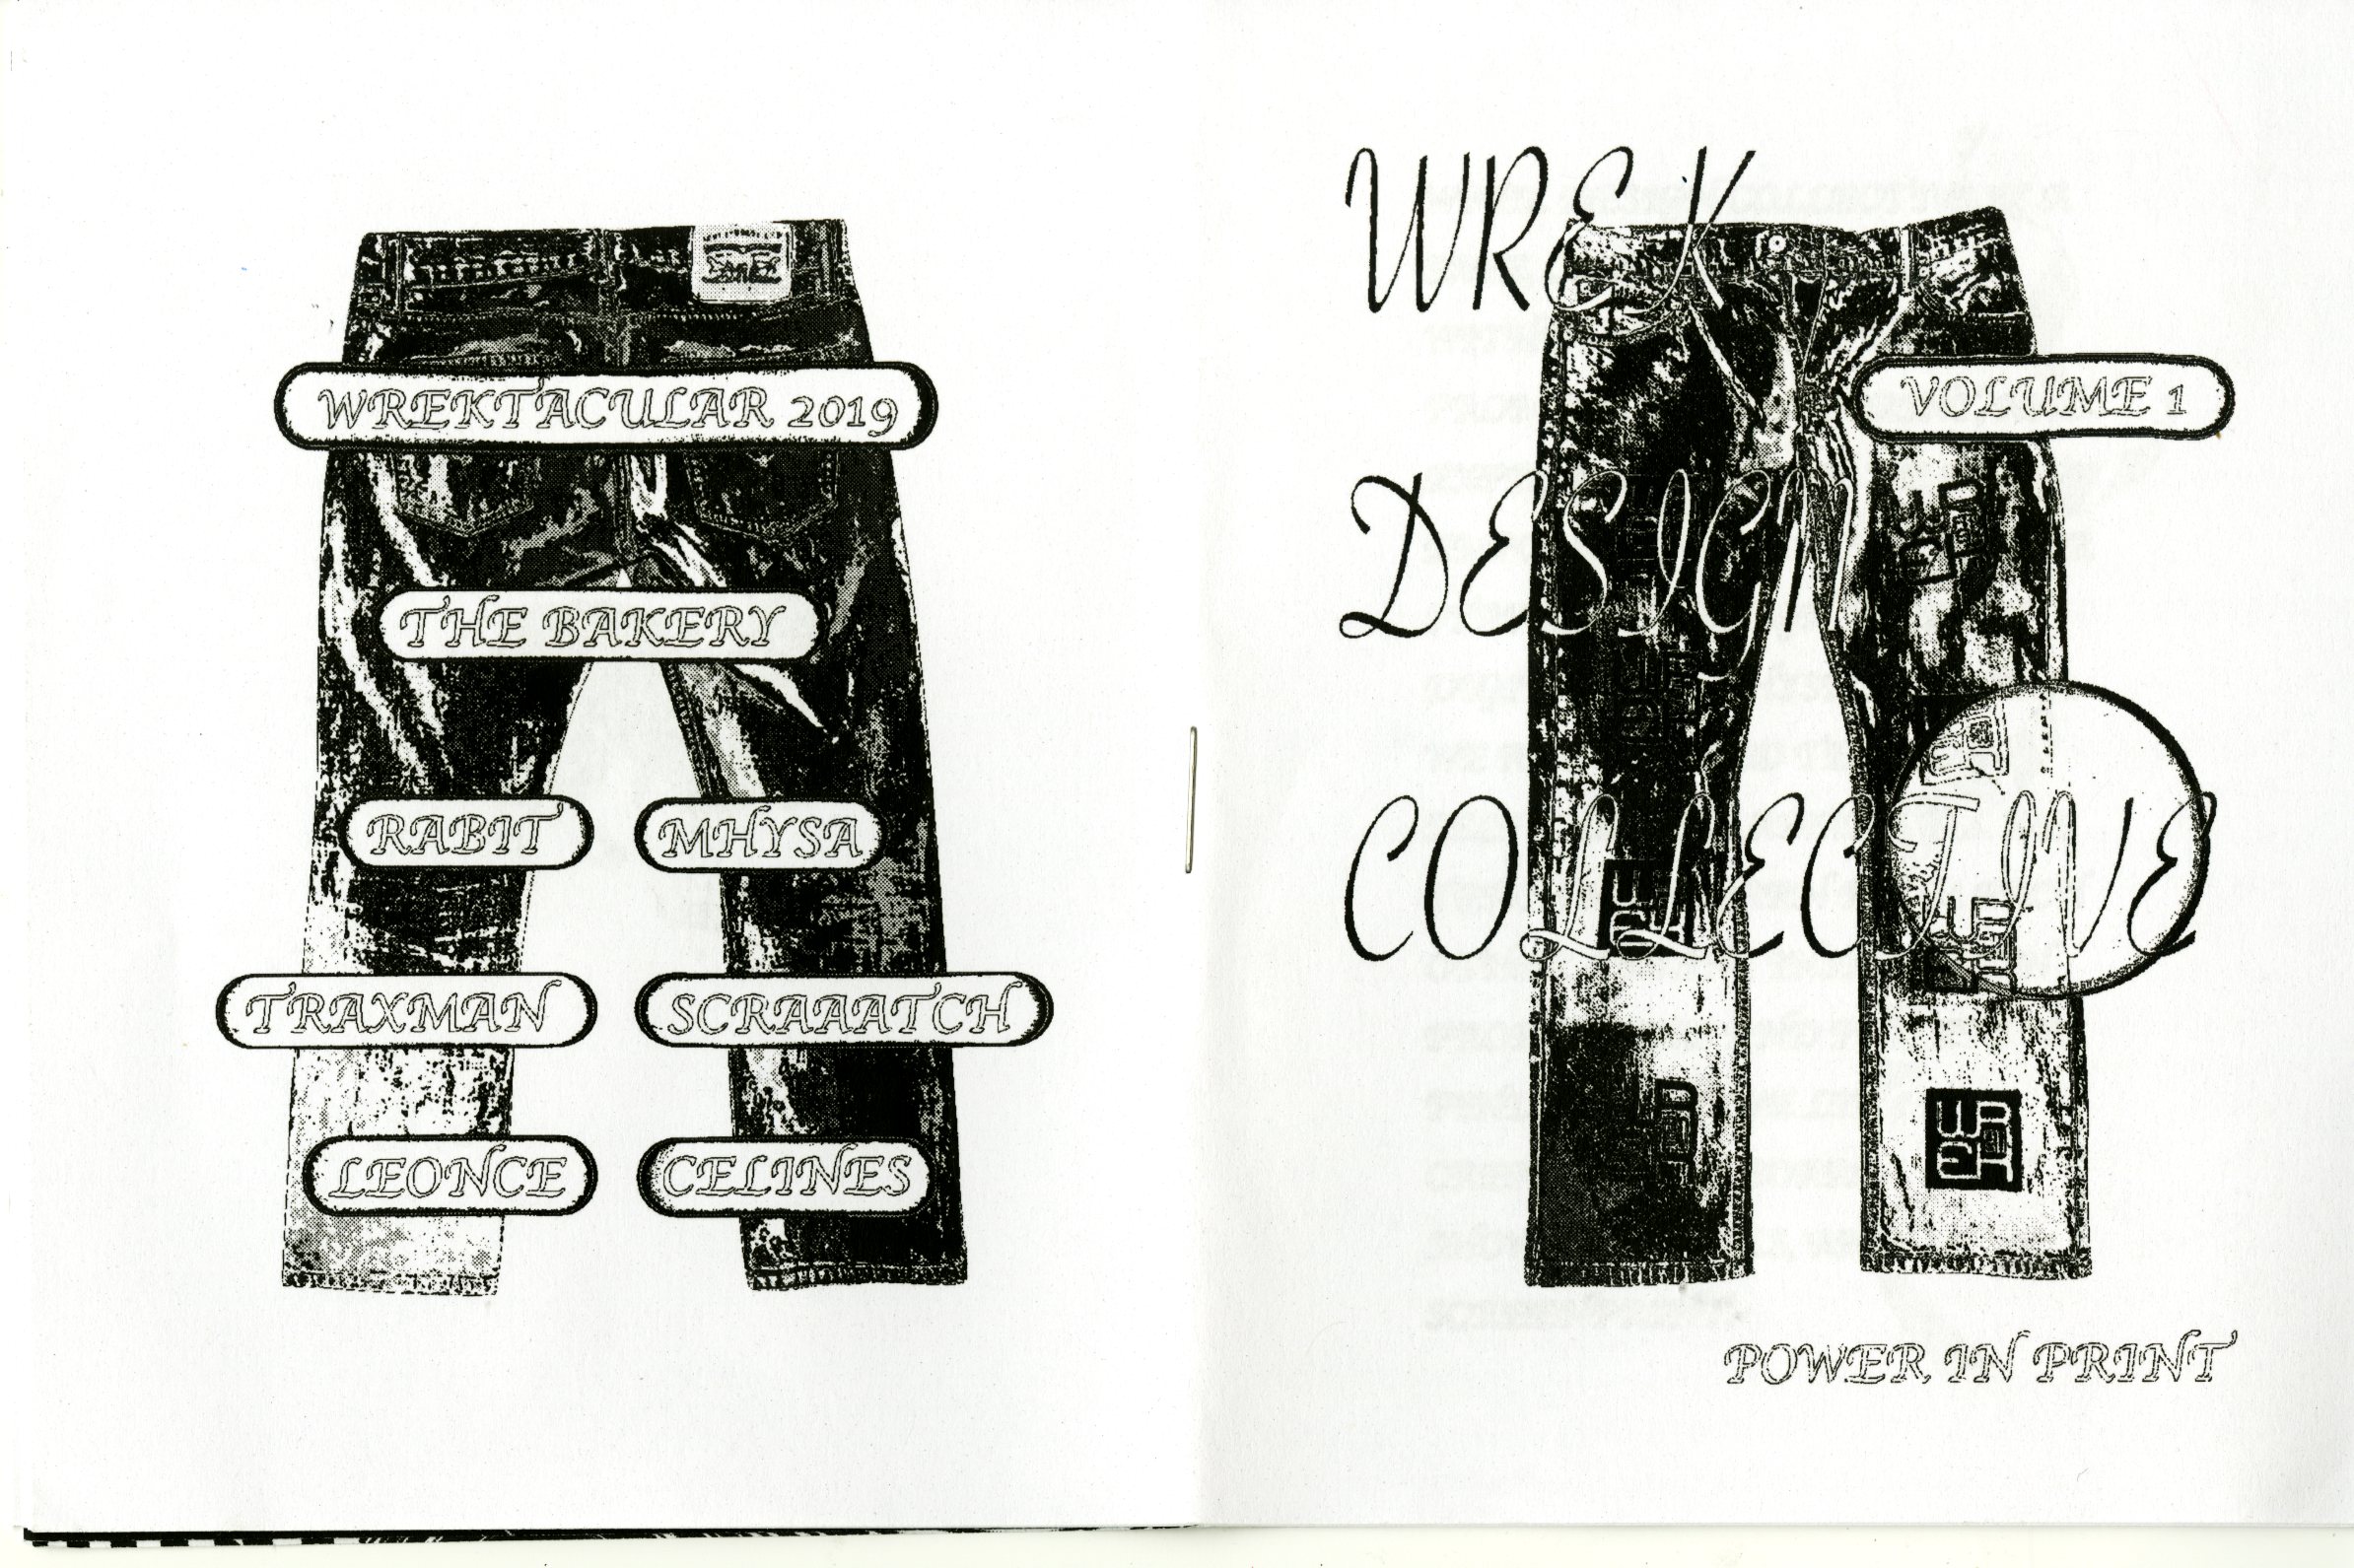 WREKTACULAR 2019
THE BAKERY
RABIT
MHYSA
TRAXMAN
SCRAAATCH
LEONCE
CELINES
WREK
VOLUME 1
DESIGN
COLLECTIVE
POWER IN PRINT